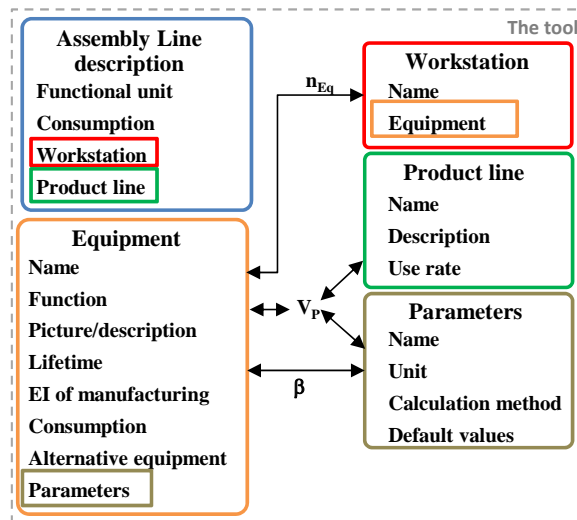 The tool
Assembly Line
description
Functional unit
Consumption
Workstation
Product line
n_Eq
Workstation
Name
Equipment
Product line
Name
Description
Use rate
Equipment
Name
Function
Picture/description
Lifetime
EI of manufacturing
Consumption
Alternative equipment
Parameters
V_P
β
Parameters
Name
Unit
Calculation method
Default values